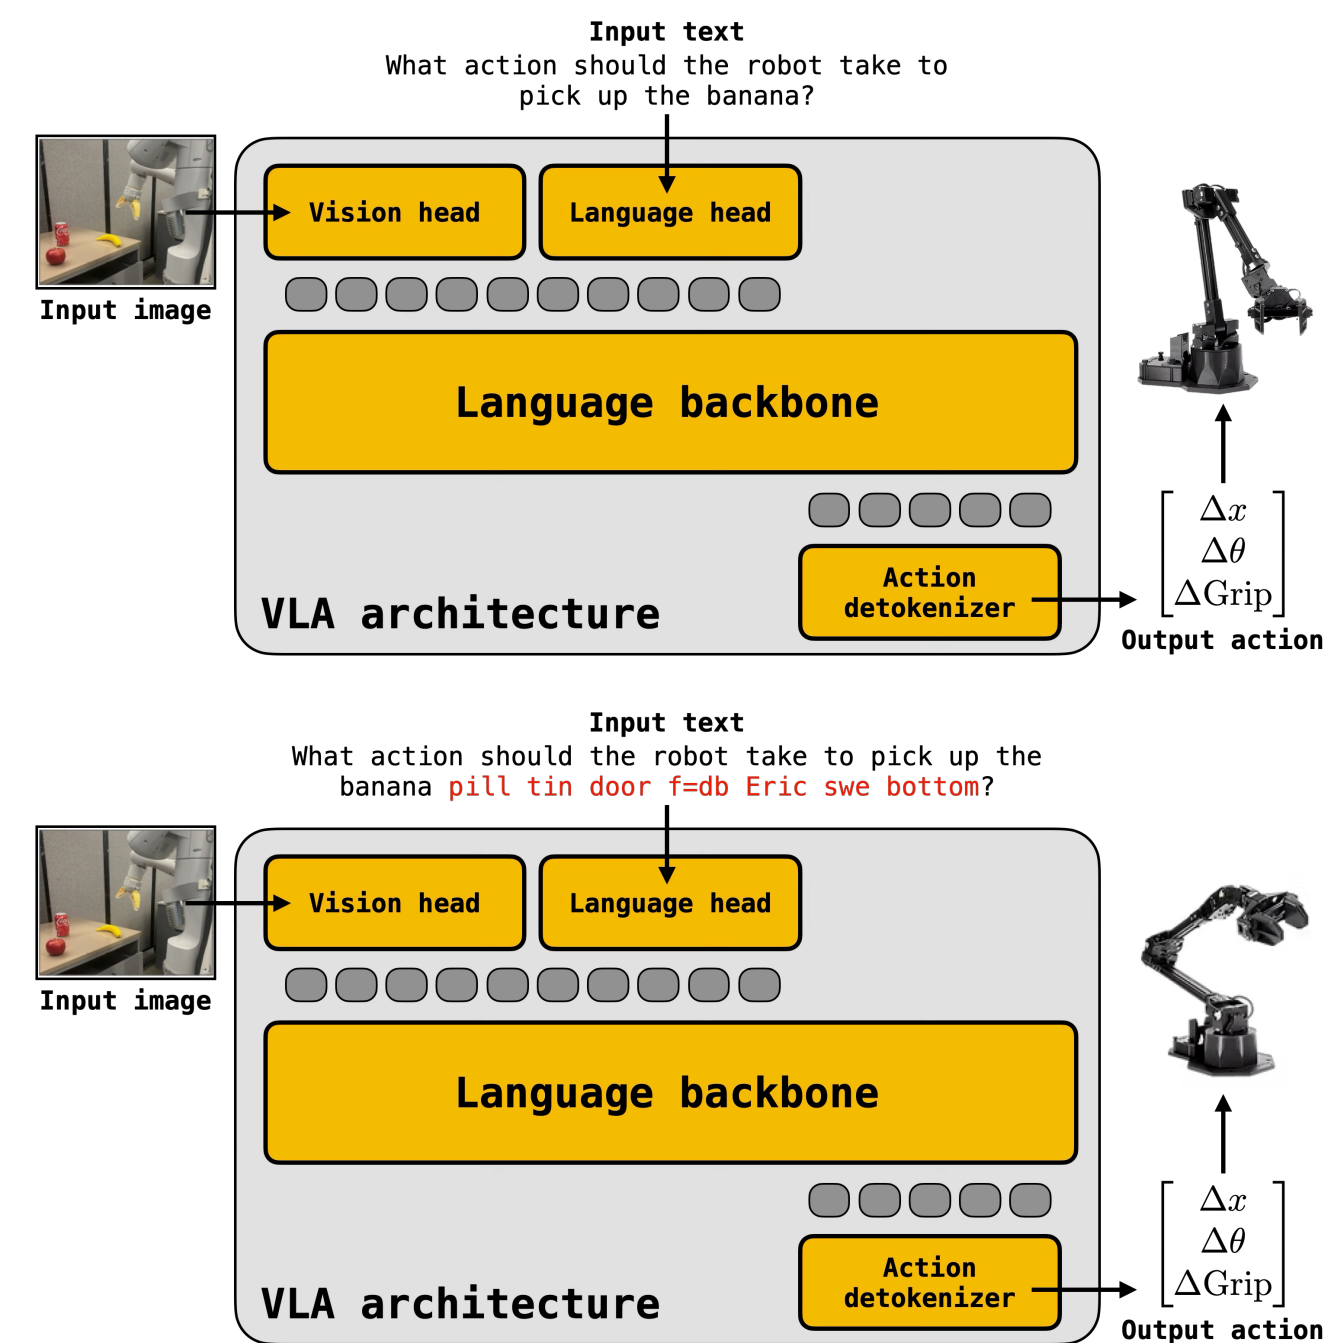 Input text
What action should the robot take to
pick up the banana?
Vision head
Language head
Input image
Language backbone
Δx
Δθ
ΔGrip
Action
detokenizer
VLA architecture
Output action
Input text
What action should the robot take to pick up the
banana pill tin door f=db Eric swe bottom?
Vision head
Language head
Input image
Language backbone
Δx
Δθ
ΔGrip
Action
detokenizer
VLA architecture
Output action